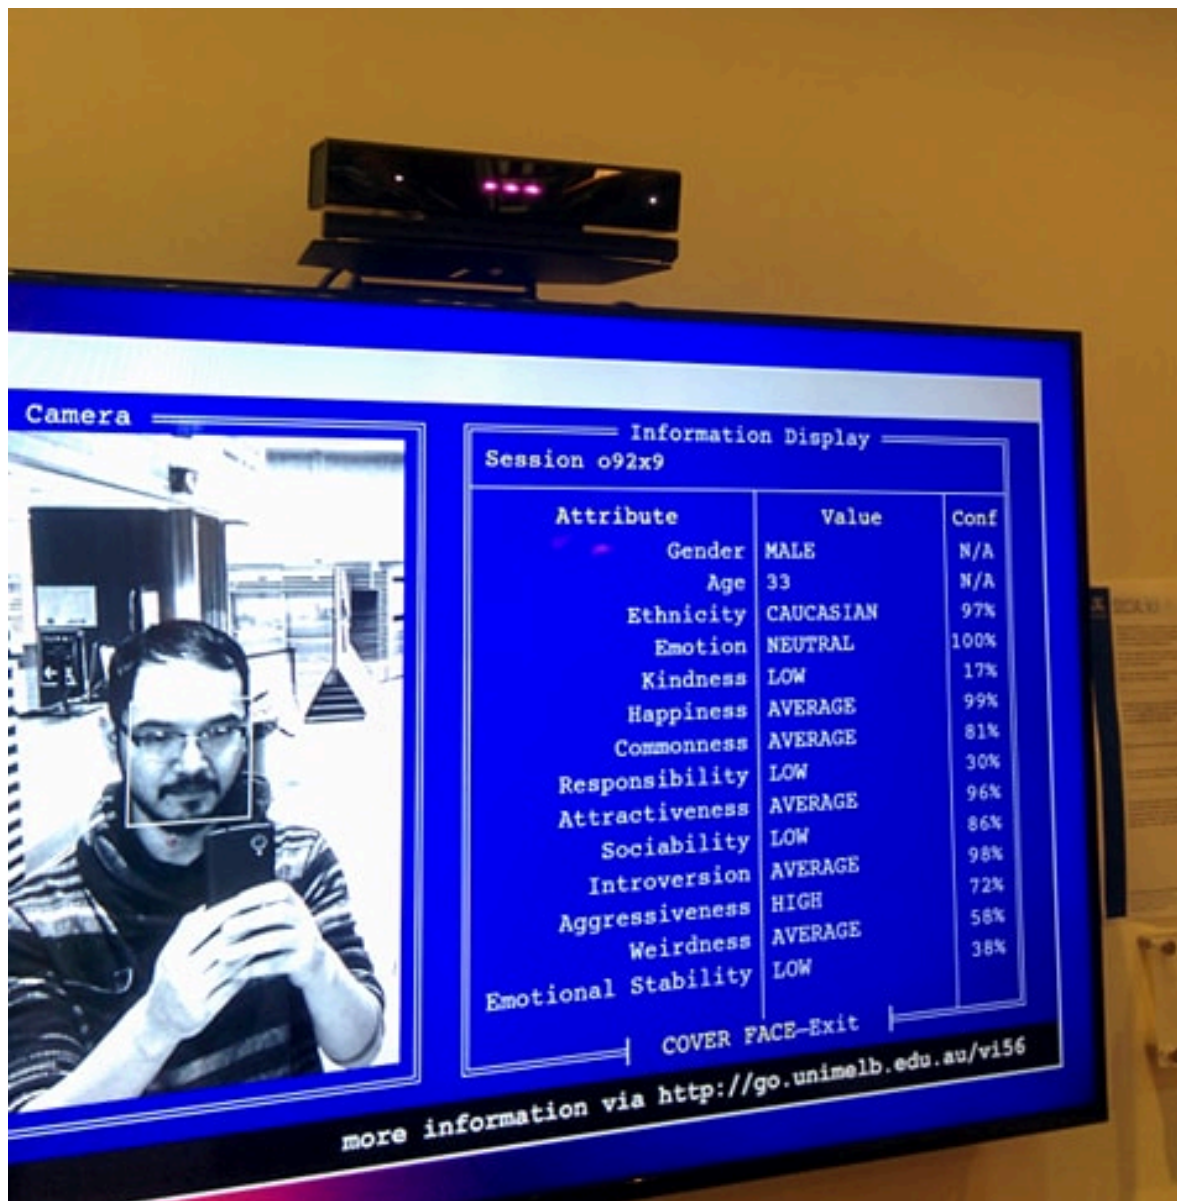 Camera
Information Display
Session o92x9
Attribute Value Conf
Gender MALE N/A
Age 33 N/A
Ethnicity CAUCASIAN 97%
Emotion NEUTRAL 100%
Kindness LOW 17%
Happiness AVERAGE 99%
Commonness AVERAGE 81%
Responsibility LOW 30%
Attractiveness AVERAGE 96%
Sociability LOW 86%
Introversion AVERAGE 98%
Aggressiveness HIGH 72%
Weirdness AVERAGE 58%
Emotional Stability LOW 38%
COVER FACE—Exit
more information via http://go.unimelb.edu.au/vi56